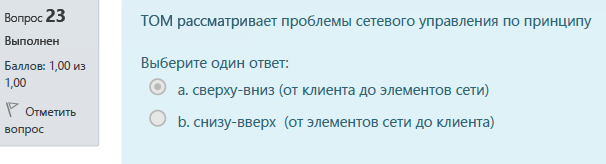 Вопрос 23
Выполнен
Баллов: 1,00 из
1,00
Отметить
вопрос
TOM рассматривает проблемы сетевого управления по принципу
Выберите один ответ:
a. сверху-вниз (от клиента до элементов сети)
b. снизу-вверх (от элементов сети до клиента)